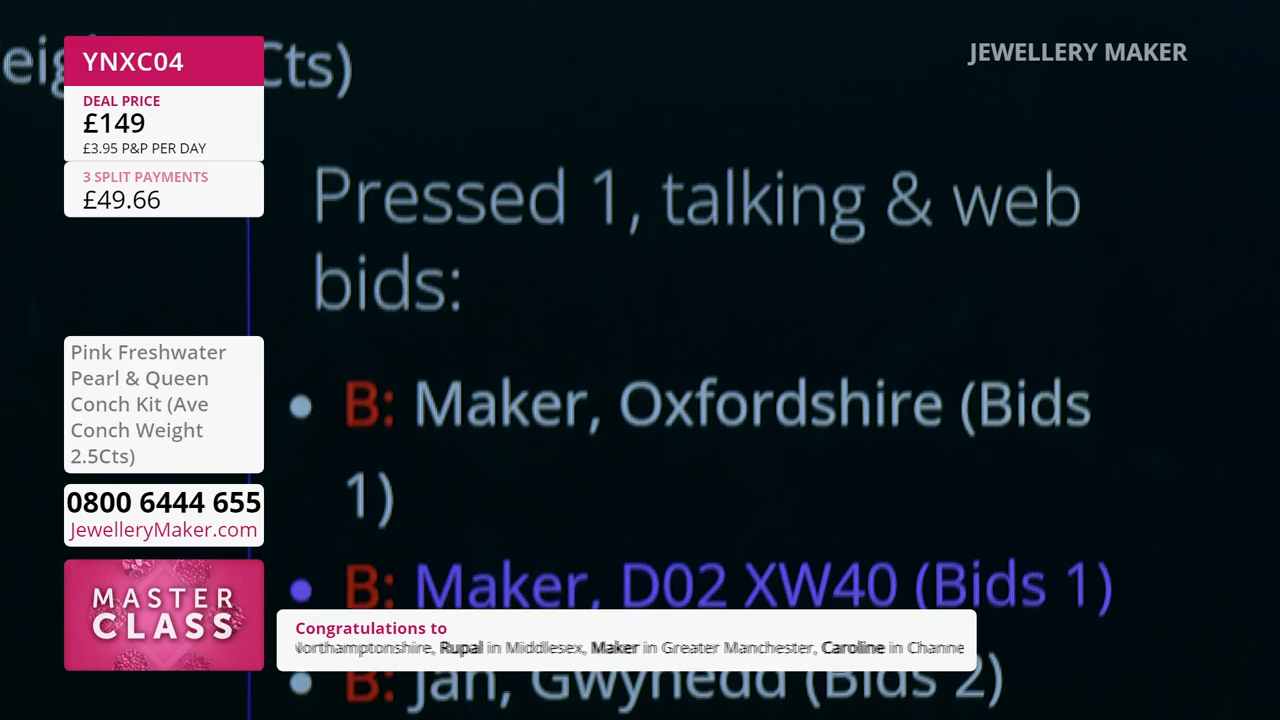 eig Cts)
JEWELLERY MAKER
YNXC04
DEAL PRICE
£149
£3.95 P&P PER DAY
3 SPLIT PAYMENTS
£49.66
Pressed 1, talking & web
bids:
• B: Maker, Oxfordshire (Bids
1)
• B: Maker, D02 XW40 (Bids 1)
• B: Jan, Gwynedd (Bids 2)
Pink Freshwater
Pearl & Queen
Conch Kit (Ave
Conch Weight
2.5Cts)
0800 6444 655
JewelleryMaker.com
MASTER
CLASS
Congratulations to
Northamptonshire, Rupal in Middlesex, Maker in Greater Manchester, Caroline in Channe